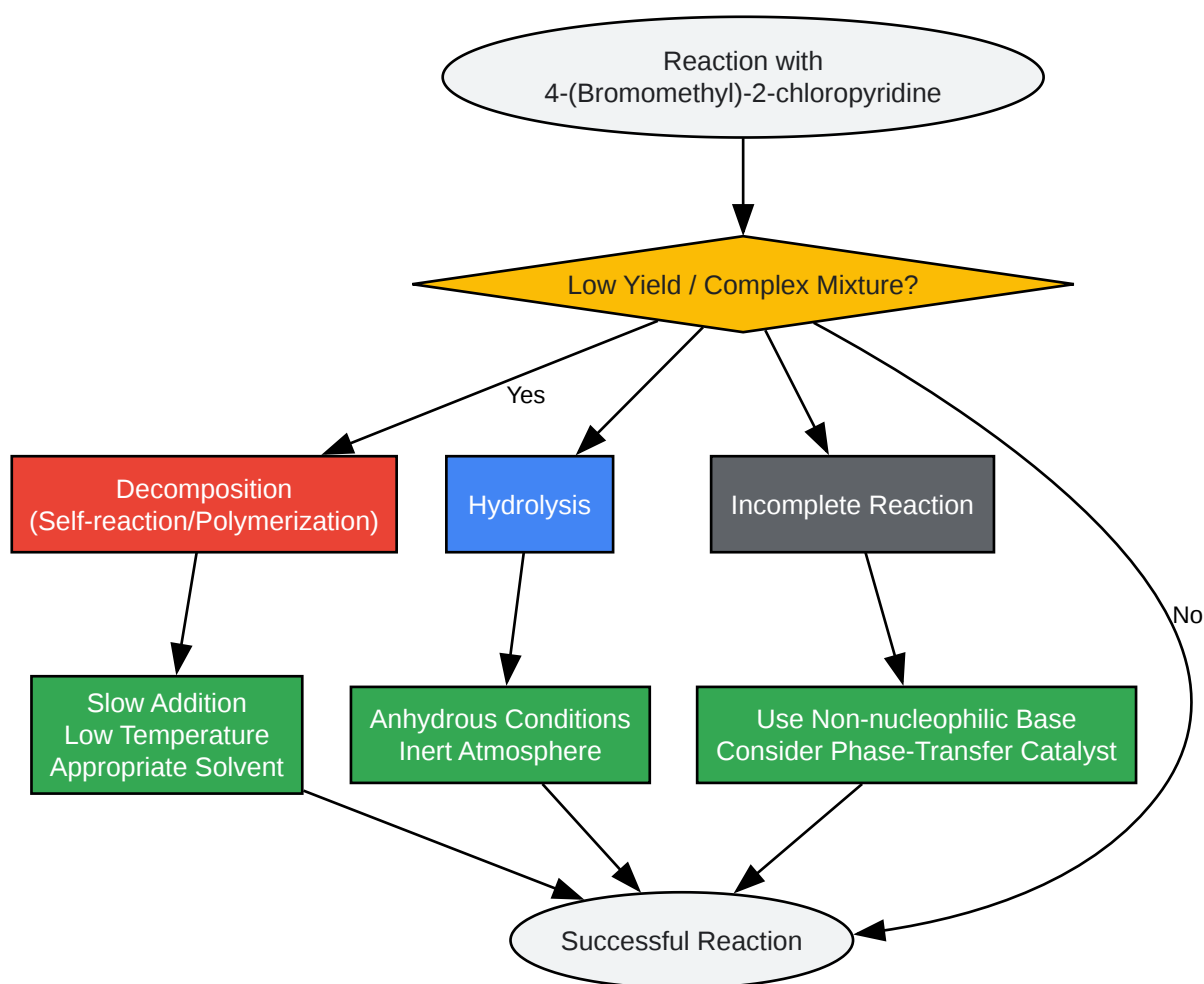 Reaction with
4-(Bromomethyl)-2-chloropyridine
Low Yield / Complex Mixture?
Yes
Decomposition
(Self-reaction/Polymerization)
Hydrolysis
Incomplete Reaction
No
Slow Addition
Low Temperature
Appropriate Solvent
Anhydrous Conditions
Inert Atmosphere
Use Non-nucleophilic Base
Consider Phase-Transfer Catalyst
Successful Reaction